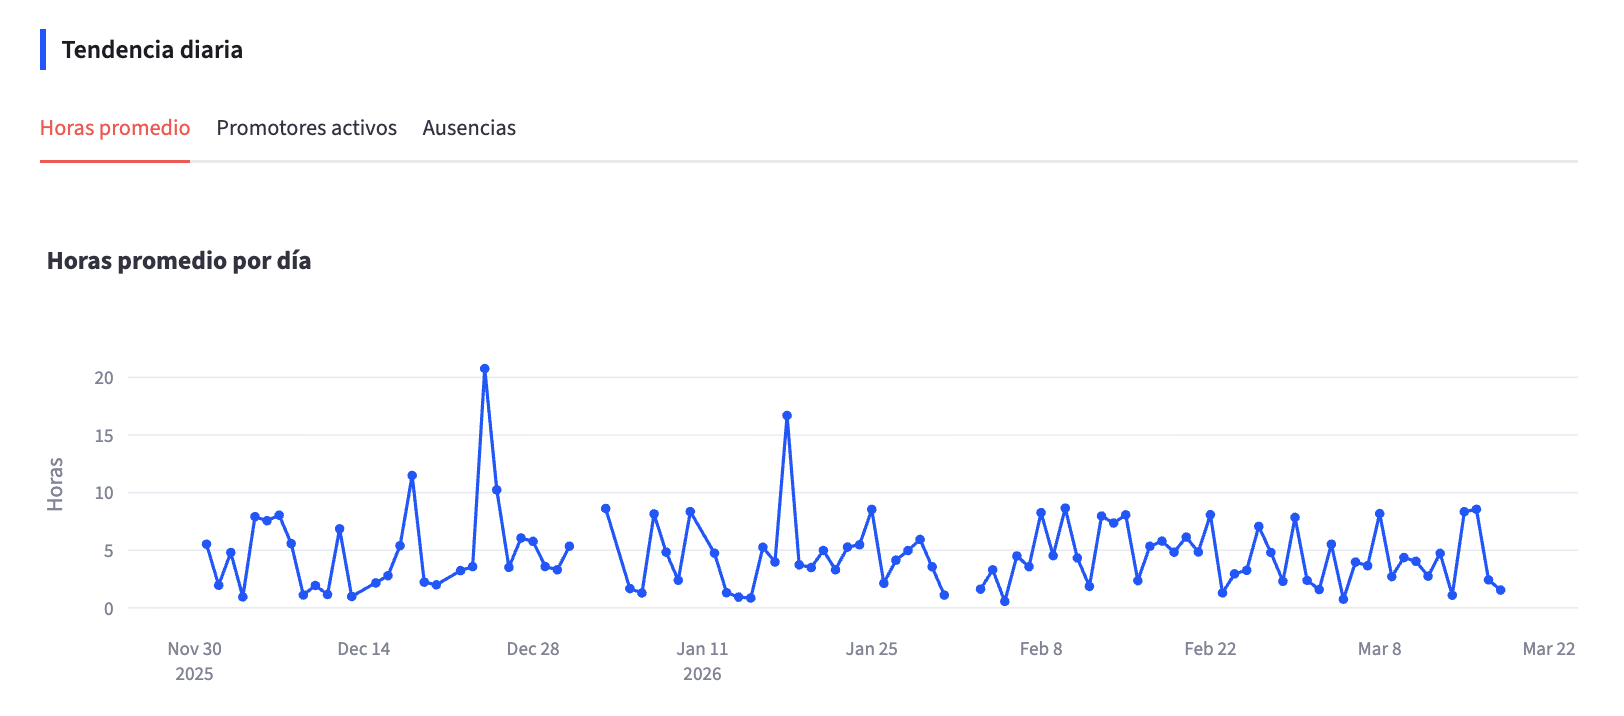 Tendencia diaria
Horas promedio Promotores activos Ausencias
Horas promedio por día
Horas
20
15
10
5
0
Nov 30 Dec 14 Dec 28 Jan 11 Jan 25 Feb 8 Feb 22 Mar 8 Mar 22
2025 2026